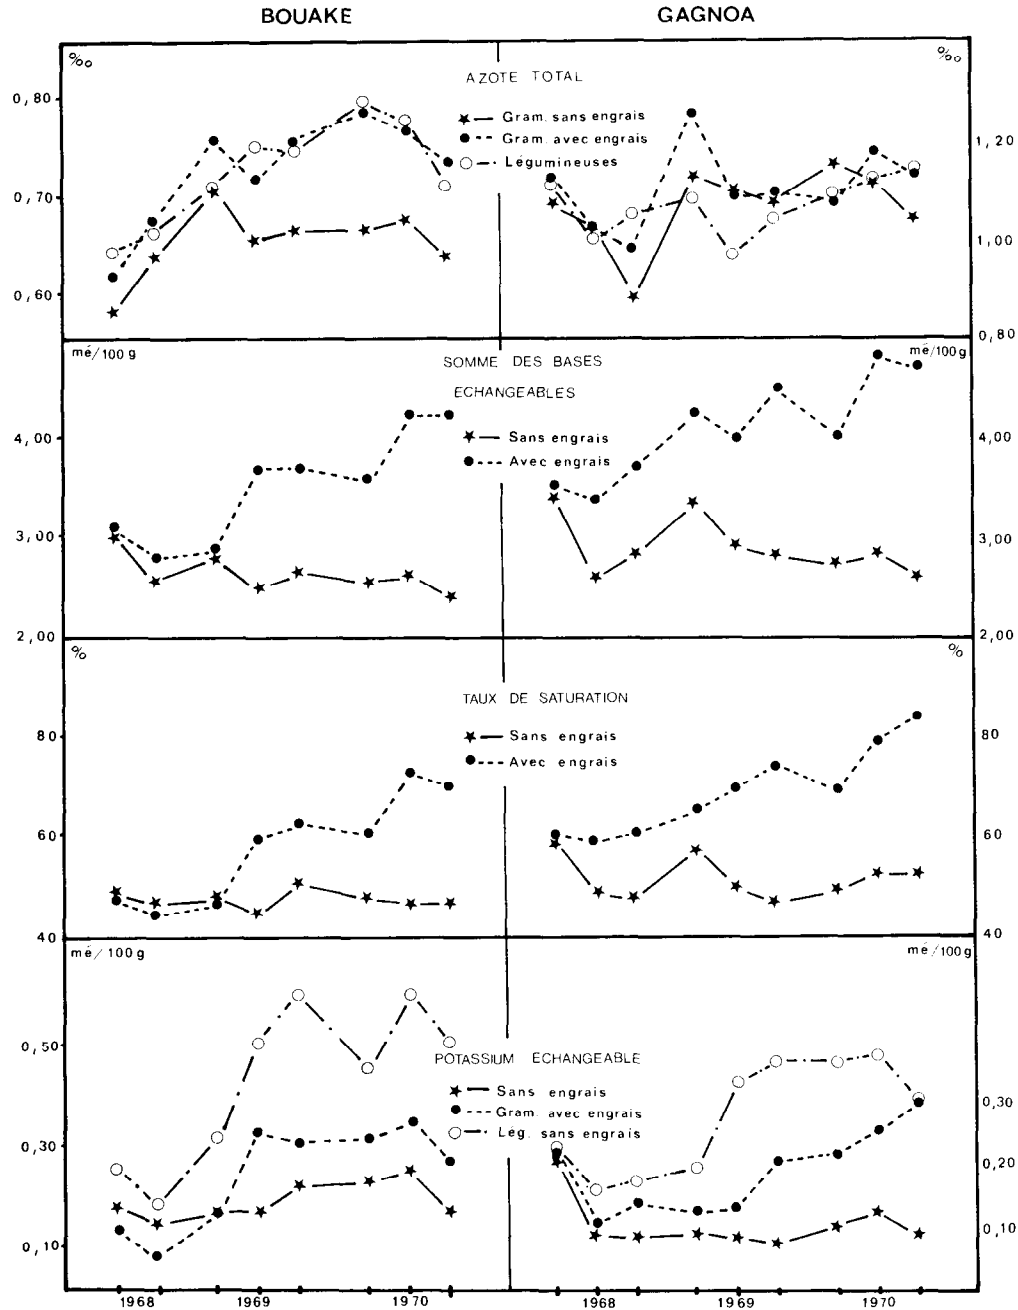 BOUAKE GAGNOA
‰ ‰
AZOTE TOTAL
0,80
Gram. sans engrais
Gram. avec engrais
1,20
Légumineuses
0,70
1,00
0,60
0,80
mé/100 g mé/100 g
SOMME DES BASES
ECHANGEABLES
4,00 Sans engrais 4,00
Avec engrais
3,00 3,00
2,00 2,00
% %
TAUX DE SATURATION
80 Sans engrais 80
Avec engrais
60 60
40 40
mé/100 g mé/100 g
0,50
POTASSIUM ECHANGEABLE
Sans engrais
0,30
Gram. avec engrais
Lég. sans engrais
0,30
0,20
0,10
0,10
1968 1969 1970 1968 1969 1970